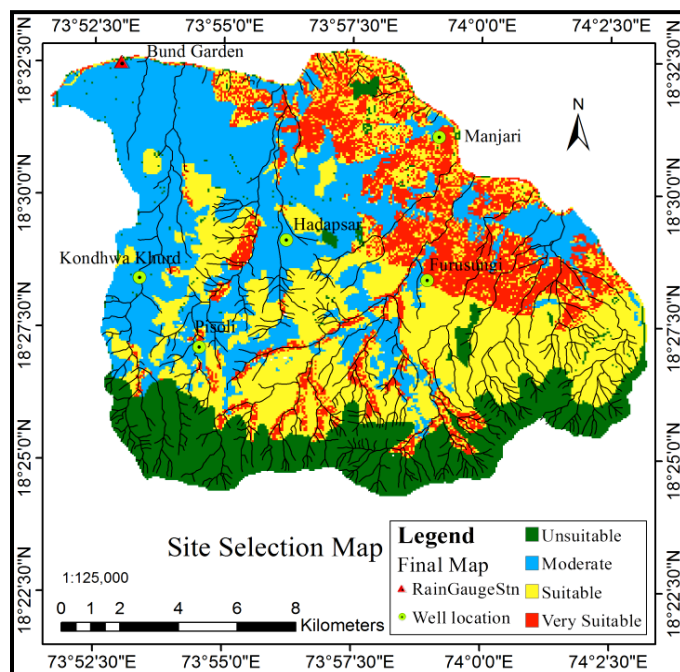 73°52'30"E 73°55'0"E 73°57'30"E 74°0'0"E 74°2'30"E
18°32'30"N 18°32'30"N
Bund Garden
N
Manjari
18°30'0"N 18°30'0"N
Hadapsar
Kondhwa Khurd
Furusungi
18°27'30"N 18°27'30"N
Pisoli
18°25'0"N 18°25'0"N
Site Selection Map
Legend
Final Map
RainGaugeStn
Well location
Unsuitable
Moderate
Suitable
Very Suitable
1:125,000
18°22'30"N 18°22'30"N
0 1 2 4 6 8
Kilometers
73°52'30"E 73°55'0"E 73°57'30"E 74°0'0"E 74°2'30"E